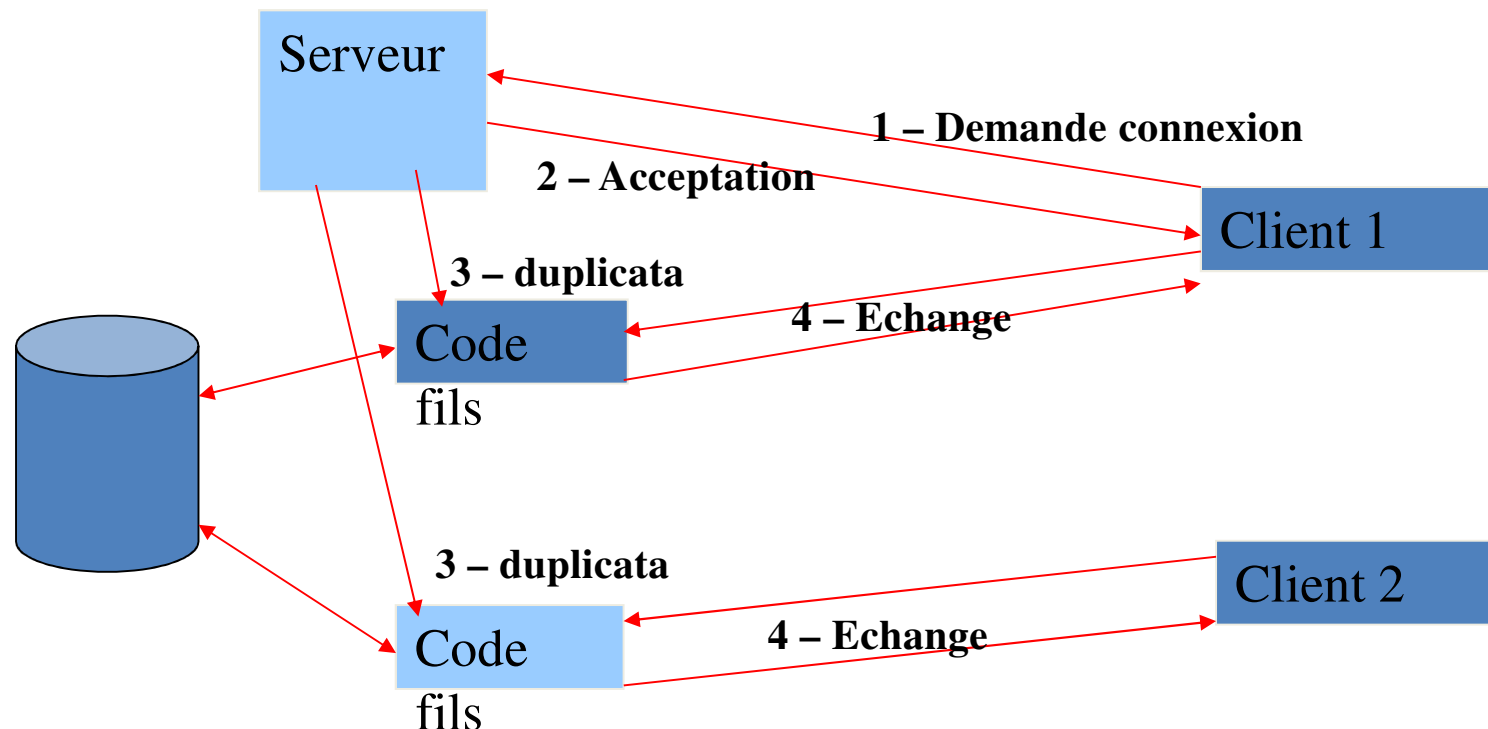 Serveur
1 – Demande connexion
2 – Acceptation
Client 1
3 – duplicata
4 – Echange
Code
fils
3 – duplicata
Client 2
4 – Echange
Code
fils